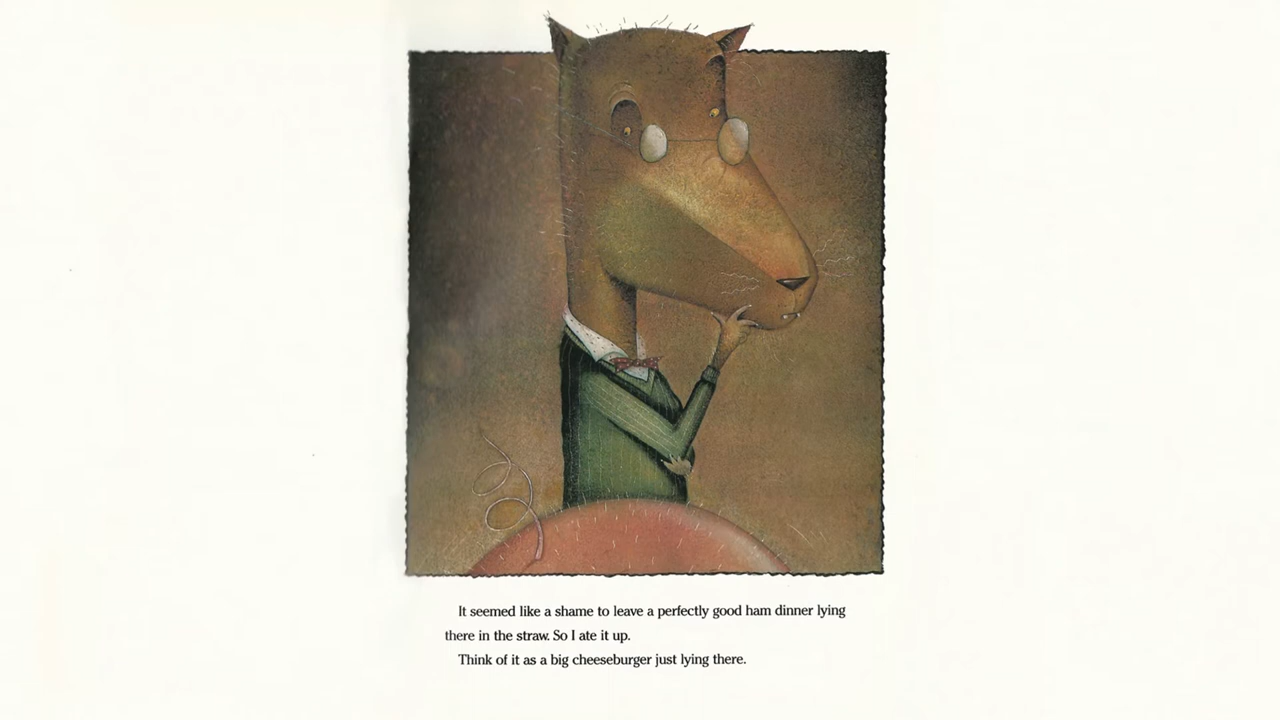 It seemed like a shame to leave a perfectly good ham dinner lying
there in the straw. So I ate it up.
Think of it as a big cheeseburger just lying there.